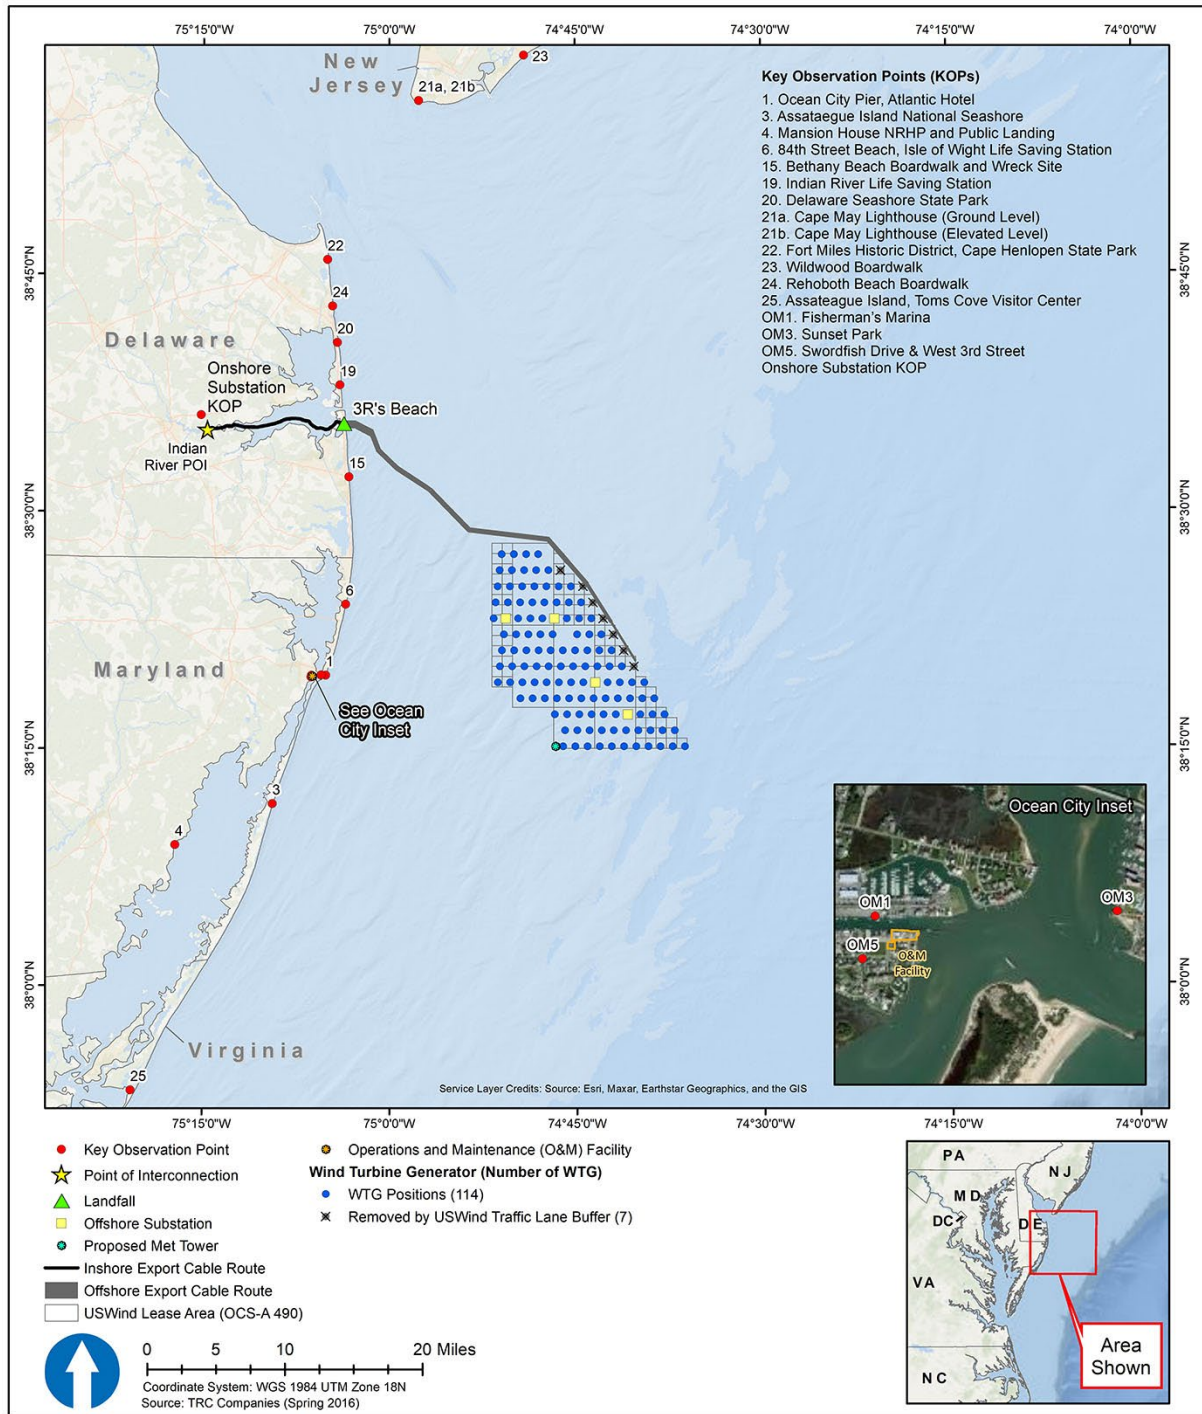 75°15'0"W
75°0'0"W
74°45'0"W
74°30'0"W
74°15'0"W
74°0'0"W
New
Jersey
23
21a, 21b
Key Observation Points (KOPs)
1. Ocean City Pier, Atlantic Hotel
3. Assataegue Island National Seashore
4. Mansion House NRHP and Public Landing
6. 84th Street Beach, Isle of Wight Life Saving Station
15. Bethany Beach Boardwalk and Wreck Site
19. Indian River Life Saving Station
20. Delaware Seashore State Park
21a. Cape May Lighthouse (Ground Level)
21b. Cape May Lighthouse (Elevated Level)
22. Fort Miles Historic District, Cape Henlopen State Park
23. Wildwood Boardwalk
24. Rehoboth Beach Boardwalk
25. Assateague Island, Toms Cove Visitor Center
OM1. Fisherman's Marina
OM3. Sunset Park
OM5. Swordfish Drive & West 3rd Street
Onshore Substation KOP
38°45'0"N
38°45'0"N
22
24
20
Delaware
Onshore
Substation
KOP
19
3R's Beach
Indian
River POI
15
38°30'0"N
38°30'0"N
6
Maryland
1
See Ocean
City Inset
38°15'0"N
38°15'0"N
3
4
Ocean City Inset
OM1
OM3
OM5
O&M
Facility
38°0'0"N
38°0'0"N
Virginia
25
Service Layer Credits: Source: Esri, Maxar, Earthstar Geographics, and the GIS
75°15'0"W
75°0'0"W
74°45'0"W
74°30'0"W
74°15'0"W
74°0'0"W
Key Observation Point
Point of Interconnection
Landfall
Offshore Substation
Proposed Met Tower
Inshore Export Cable Route
Offshore Export Cable Route
USWind Lease Area (OCS-A 490)
Operations and Maintenance (O&M) Facility
Wind Turbine Generator (Number of WTG)
WTG Positions (114)
Removed by USWind Traffic Lane Buffer (7)
0 5 10 20 Miles
Coordinate System: WGS 1984 UTM Zone 18N
Source: TRC Companies (Spring 2016)
PA
NJ
MD
DC
DE
VA
NC
Area
Shown